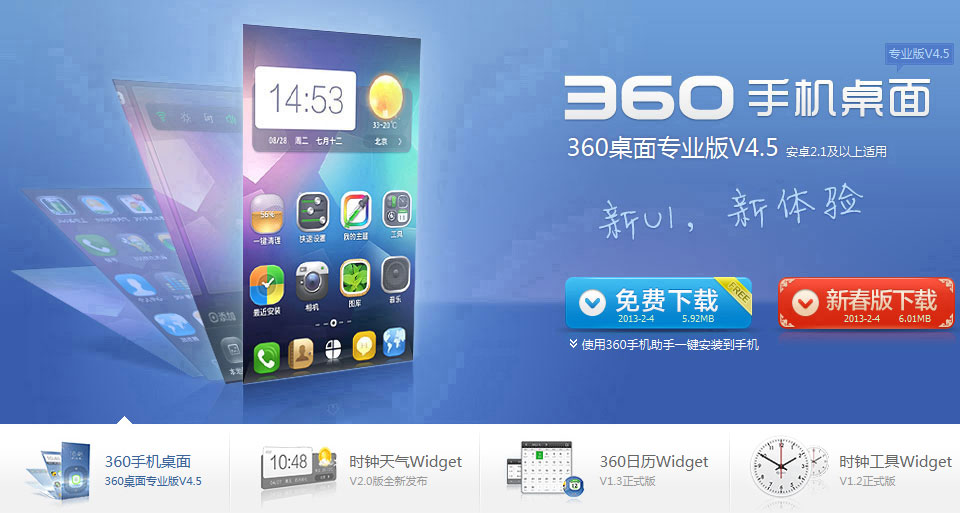 专业版V4.5
360手机桌面
360桌面专业版V4.5 安卓2.1及以上适用
新UI，新体验
14:53
33~20℃
08/28 周二 七月十二 北京
56%
一键清理 快速设置 我的主题 工具
最近安装 相机 图库 音乐
添加
免费下载 FREE
2013-2-4 5.92MB
新春版下载
2013-2-4 6.01MB
使用360手机助手一键安装到手机
360手机桌面
360桌面专业版V4.5
10:48
时钟天气Widget
V2.0版全新发布
12
360日历Widget
V1.3正式版
时钟工具Widget
V1.2正式版